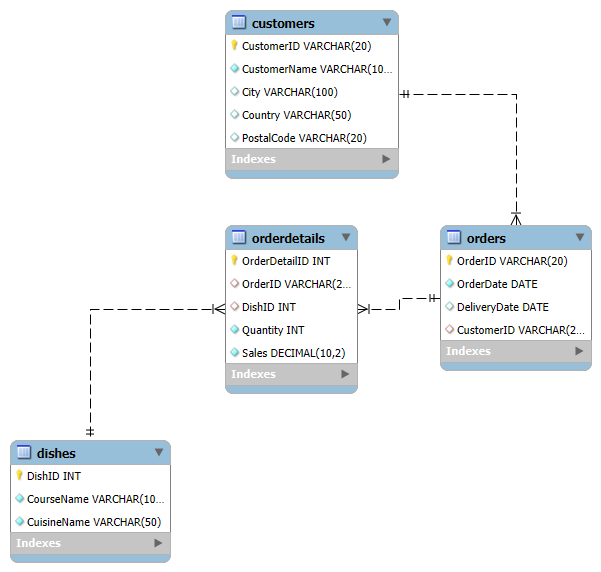 customers
CustomerID VARCHAR(20)
CustomerName VARCHAR(10...
City VARCHAR(100)
Country VARCHAR(50)
PostalCode VARCHAR(20)
Indexes
orderdetails
OrderDetailID INT
OrderID VARCHAR(2...
DishID INT
Quantity INT
Sales DECIMAL(10,2)
Indexes
orders
OrderID VARCHAR(20)
OrderDate DATE
DeliveryDate DATE
CustomerID VARCHAR(2...
Indexes
dishes
DishID INT
CourseName VARCHAR(10...
CuisineName VARCHAR(50)
Indexes